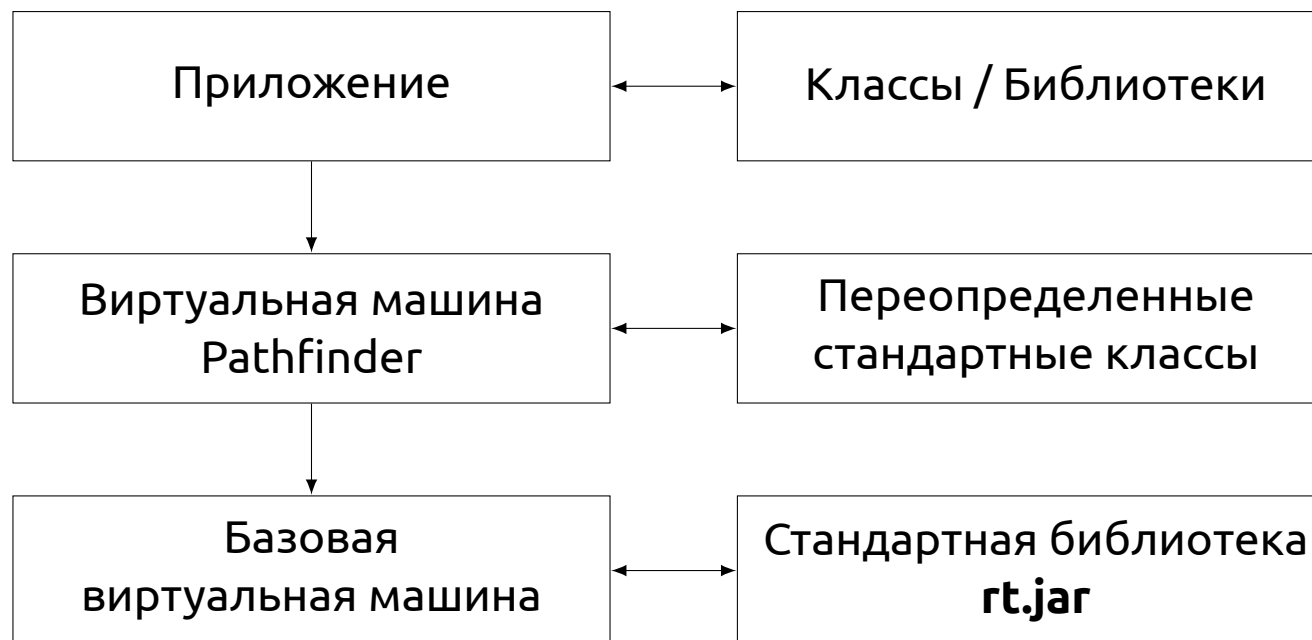 Приложение
Классы / Библиотеки
Виртуальная машина
Pathfinder
Переопределенные
стандартные классы
Базовая
виртуальная машина
Стандартная библиотека
rt.jar